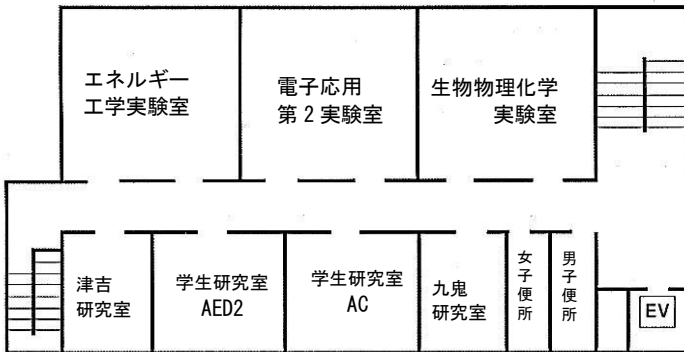 エネルギー
工学実験室
電子応用
第2実験室
生物物理化学
実験室
津吉
研究室
学生研究室
AED2
学生研究室
AC
九鬼
研究室
女子便所
男子便所
EV